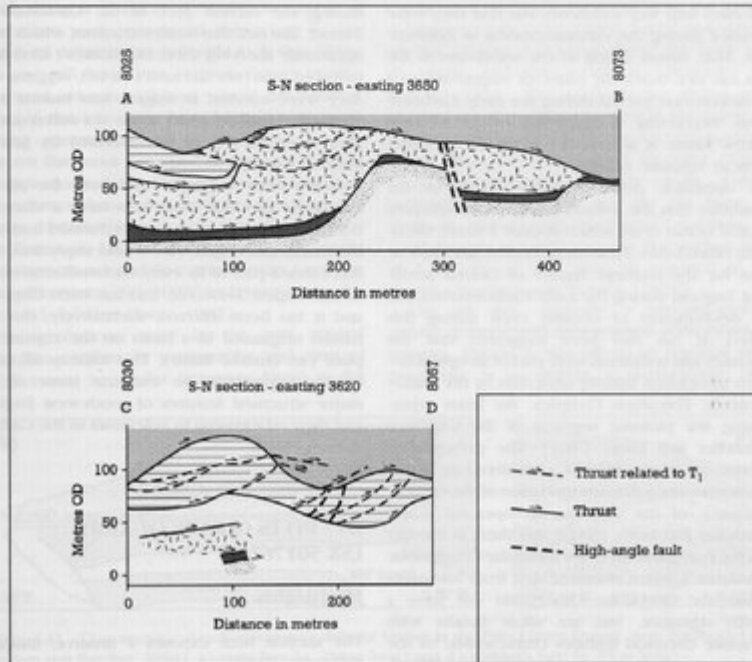 8026
8073
S-N section - easting 3680
A
B
Metres OD
100
50
0
0
100
200
300
400
Distance in metres
8030
8057
S-N section - easting 3620
C
D
Metres OD
100
50
0
0
100
200
Distance in metres
Thrust related to T₁
Thrust
High-angle fault